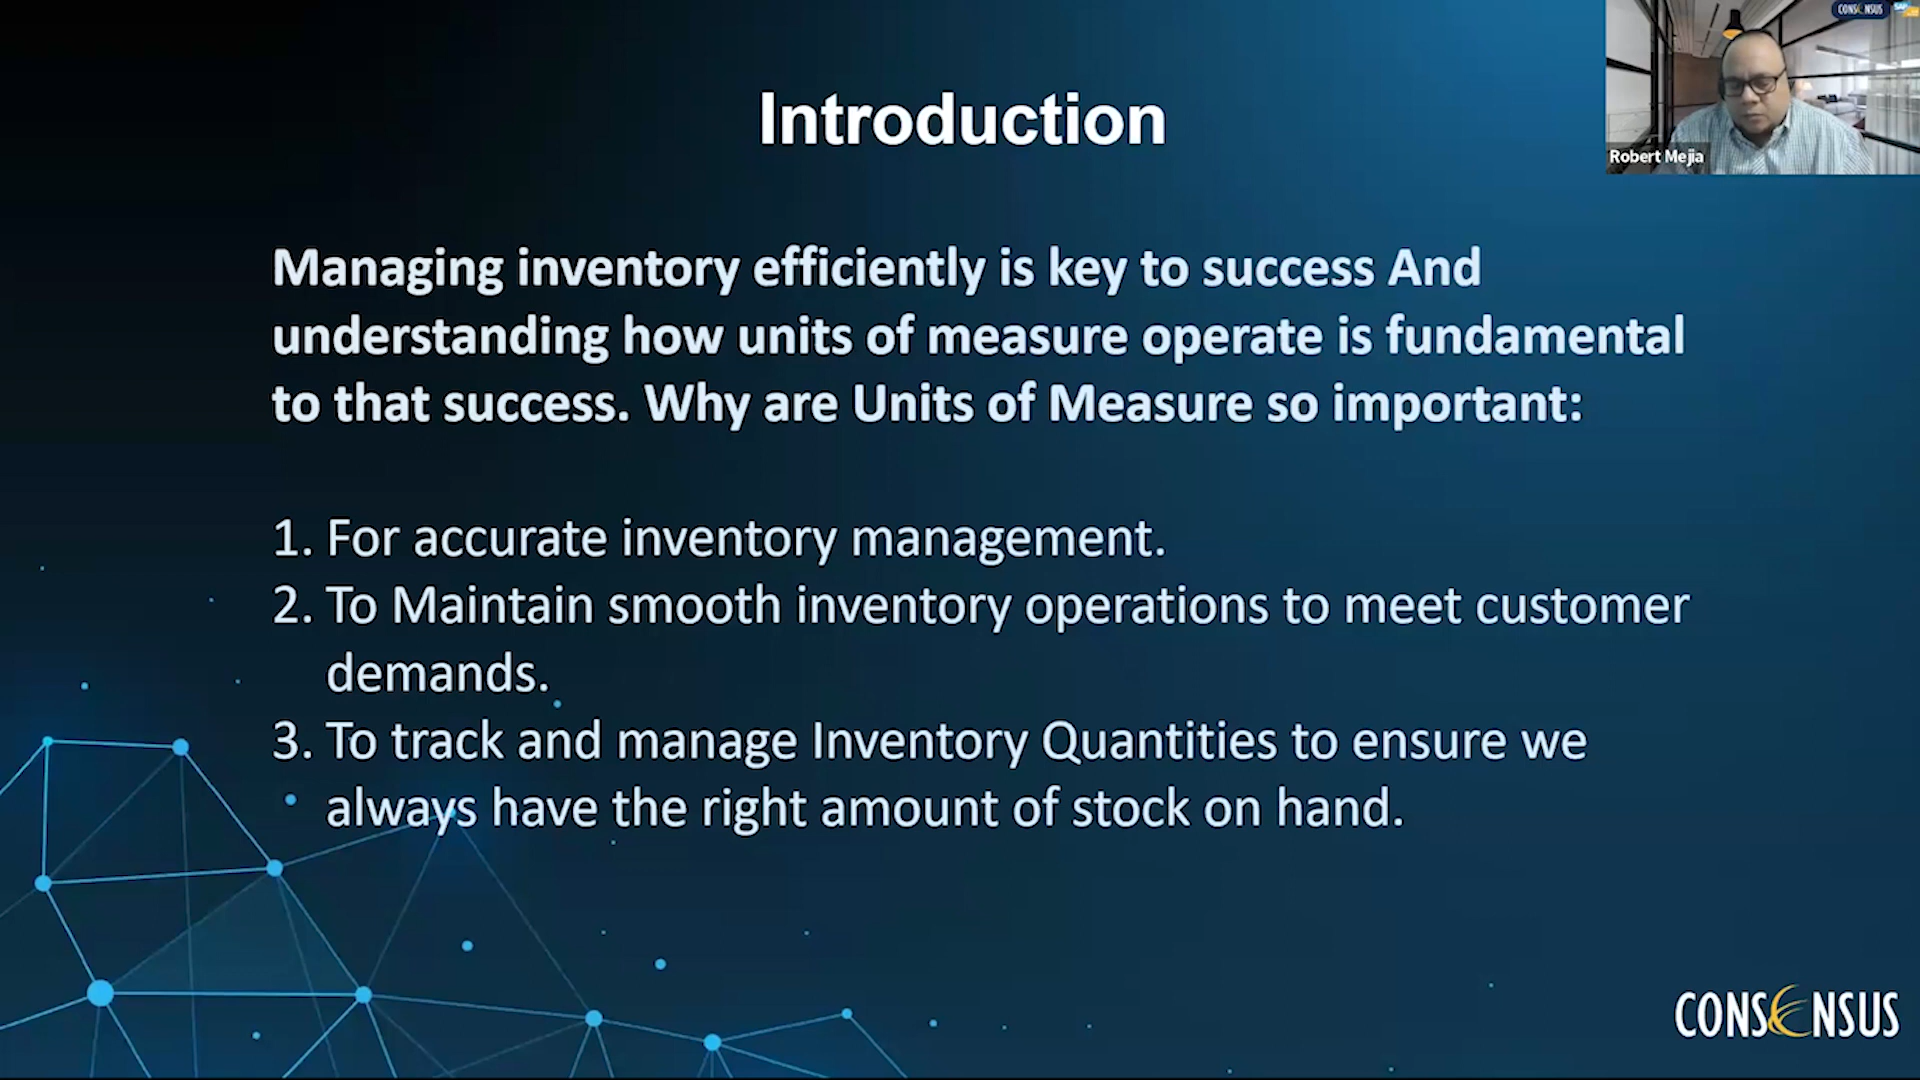 CONSENSUS
SAP
Introduction
Robert Mejia
Managing inventory efficiently is key to success And
understanding how units of measure operate is fundamental
to that success. Why are Units of Measure so important:
1. For accurate inventory management.
2. To Maintain smooth inventory operations to meet customer
demands.
3. To track and manage Inventory Quantities to ensure we
always have the right amount of stock on hand.
CONSENSUS